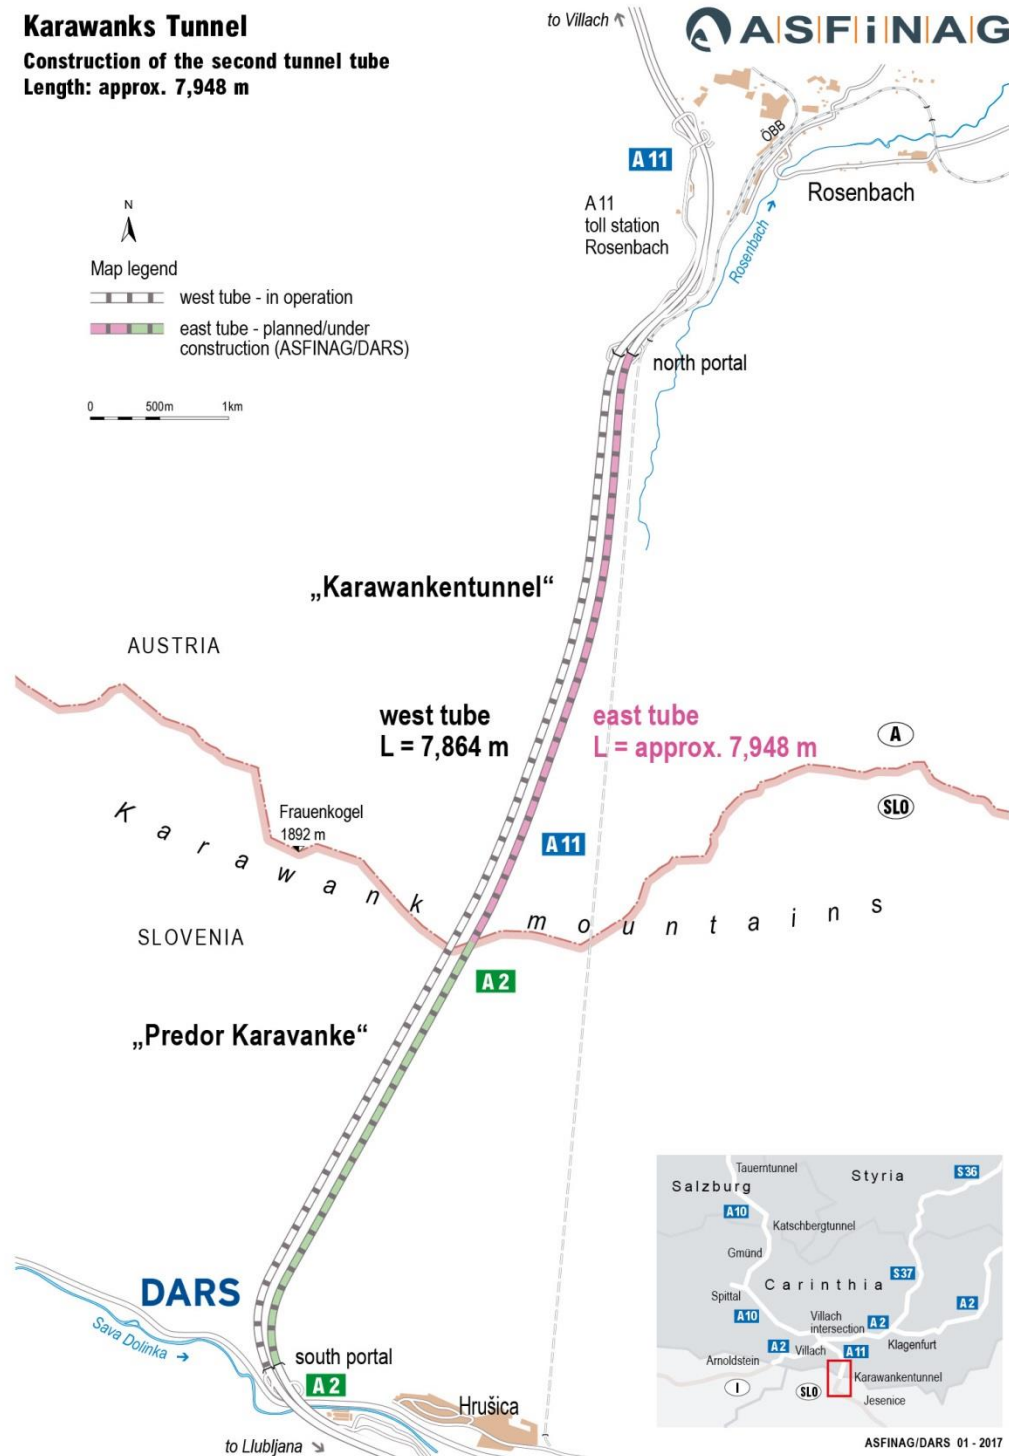 Karawanks Tunnel
Construction of the second tunnel tube
Length: approx. 7,948 m
to Villach
ASFiNAG
A 11
ÖBB
Rosenbach
A 11
toll station
Rosenbach
Rosenbach
N
Map legend
west tube - in operation
east tube - planned/under
construction (ASFINAG/DARS)
0 500m 1km
north portal
„Karawankentunnel“
AUSTRIA
west tube
L = 7,864 m
east tube
L = approx. 7,948 m
A
SLO
Frauenkogel
1892 m
Karawank mountains
A 11
SLOVENIA
A 2
„Predor Karavanke“
DARS
Sava Dolinka
south portal
A 2
Hrušica
to Llubljana
Tauerntunnel
Salzburg
Styria
S 36
A 10
Katschbergtunnel
Gmünd
S 37
Carinthia
Spittal
A 10
Villach
intersection
A 2
A 2
A 2
Villach
A 11
Klagenfurt
Arnoldstein
Karawankentunnel
I
SLO
Jesenice
ASFINAG/DARS 01 - 2017